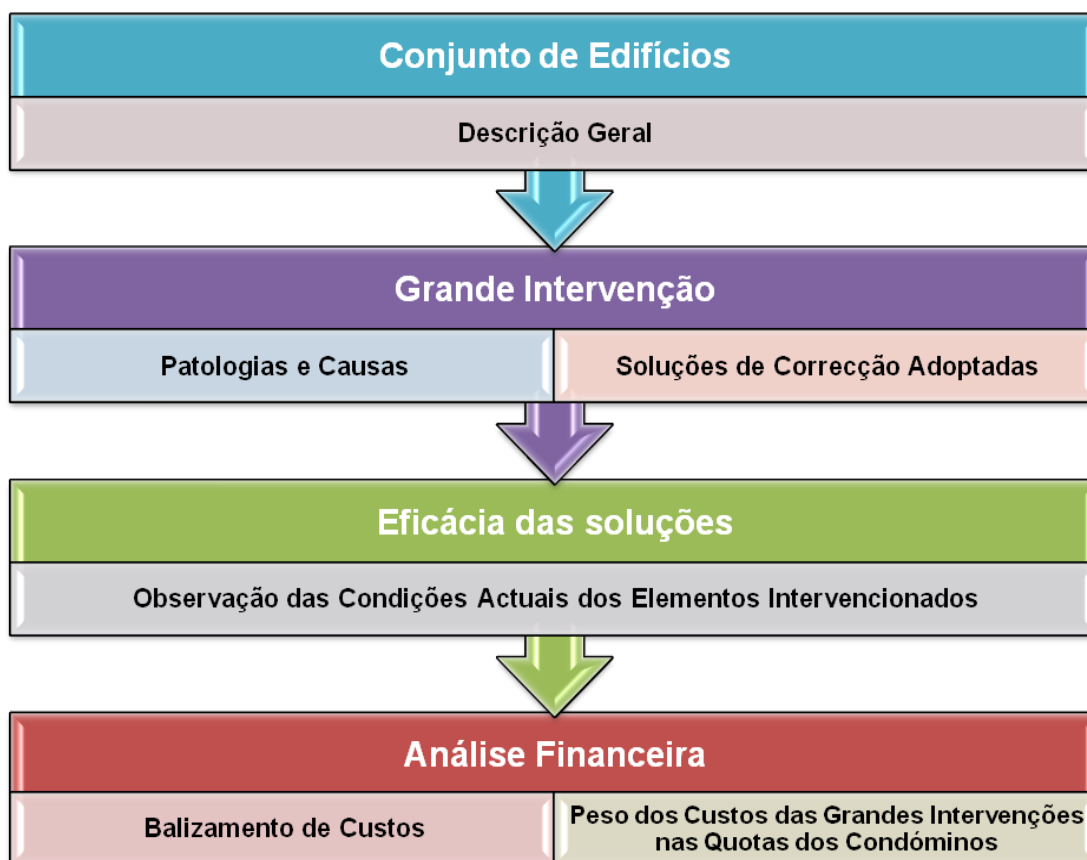 Conjunto de Edifícios
Descrição Geral
Grande Intervenção
Patologias e Causas
Soluções de Correcção Adoptadas
Eficácia das soluções
Observação das Condições Actuais dos Elementos Intervencionados
Análise Financeira
Balizamento de Custos
Peso dos Custos das Grandes Intervenções
nas Quotas dos Condóminos